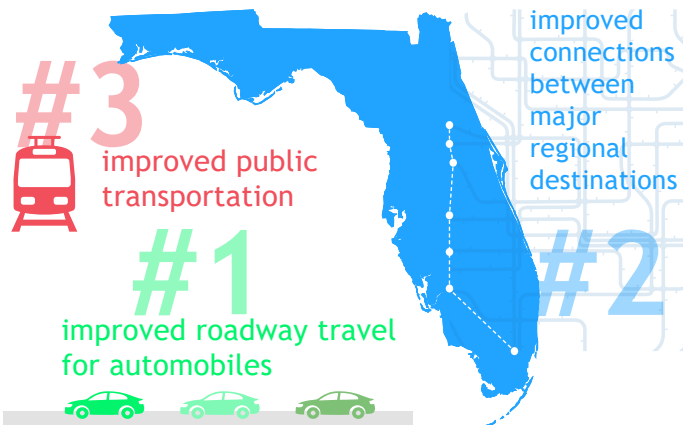 #3
improved public
transportation
#1
improved roadway travel
for automobiles
improved
connections
between
major
regional
destinations
#2